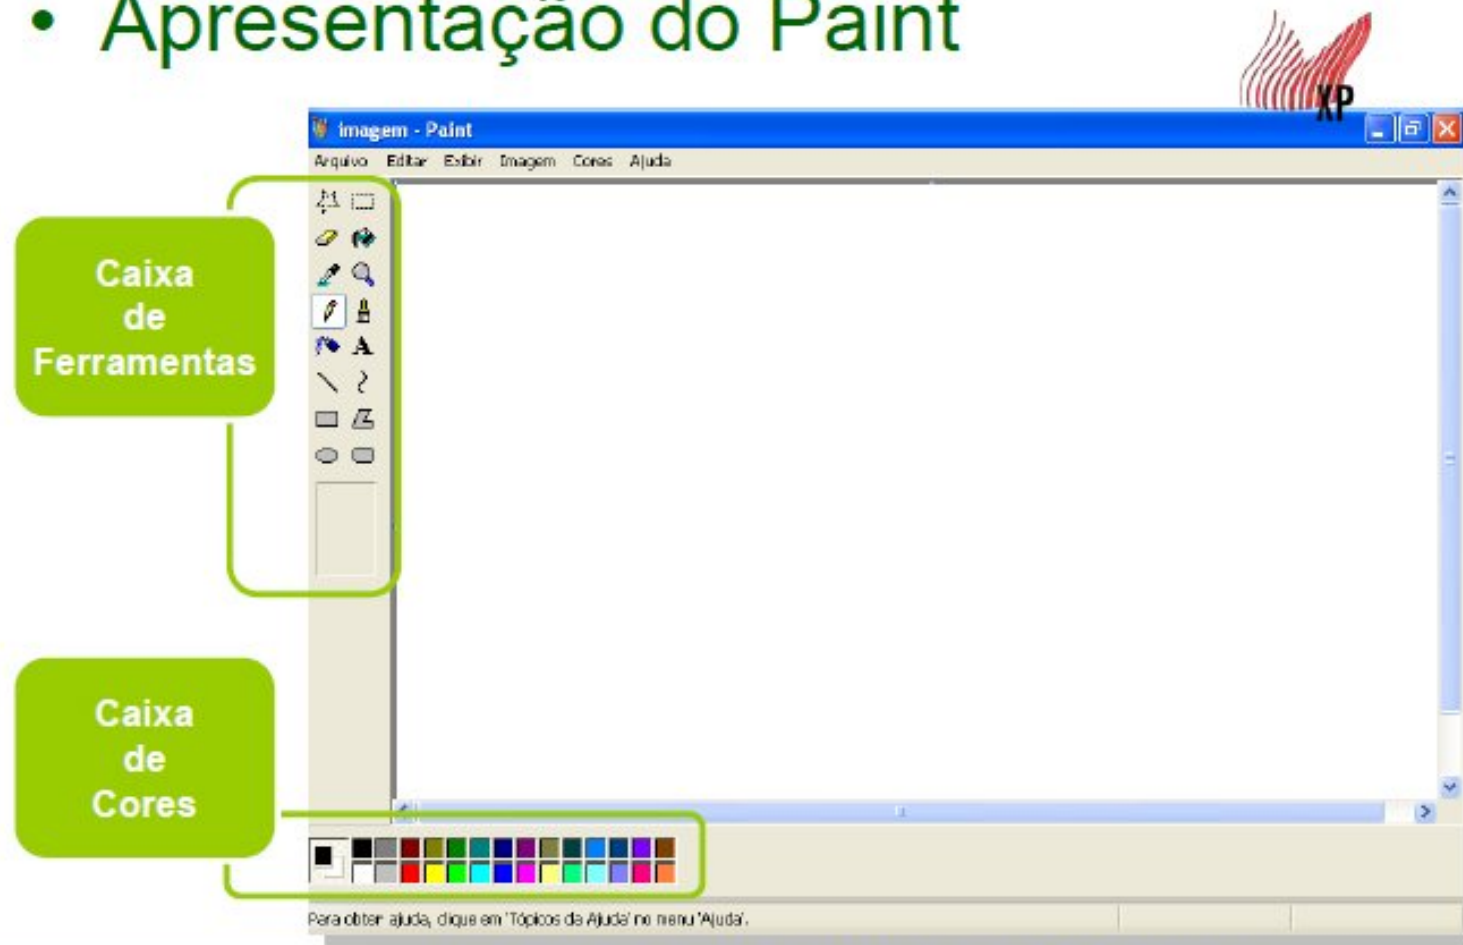 • Apresentação do Paint
XP
imagem - Paint
Arquivo Editar Exibir Imagem Cores Ajuda
Caixa
de
Ferramentas
A
Caixa
de
Cores
Para obter ajuda, clique em 'Tópicos da Ajuda' no menu 'Ajuda'.